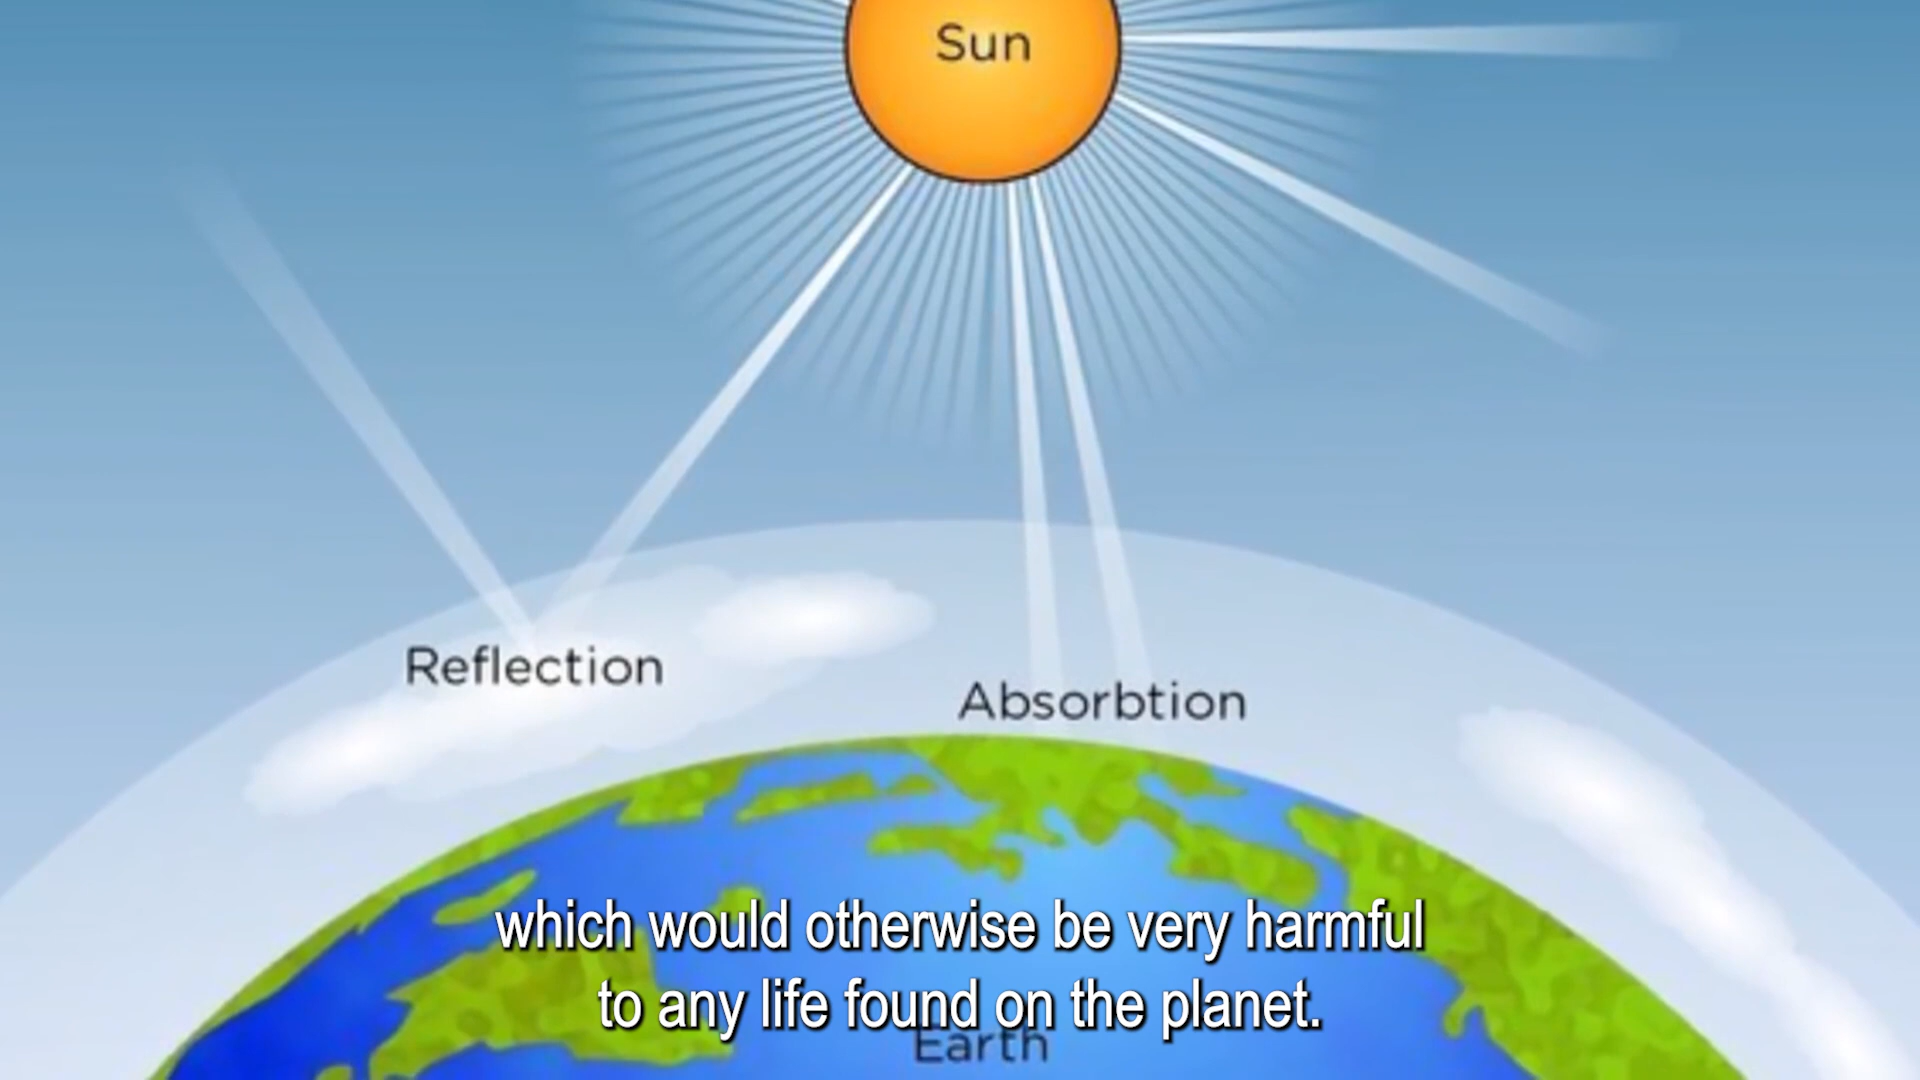 Sun
Reflection
Absorbtion
which would otherwise be very harmful
to any life found on the planet.
Earth